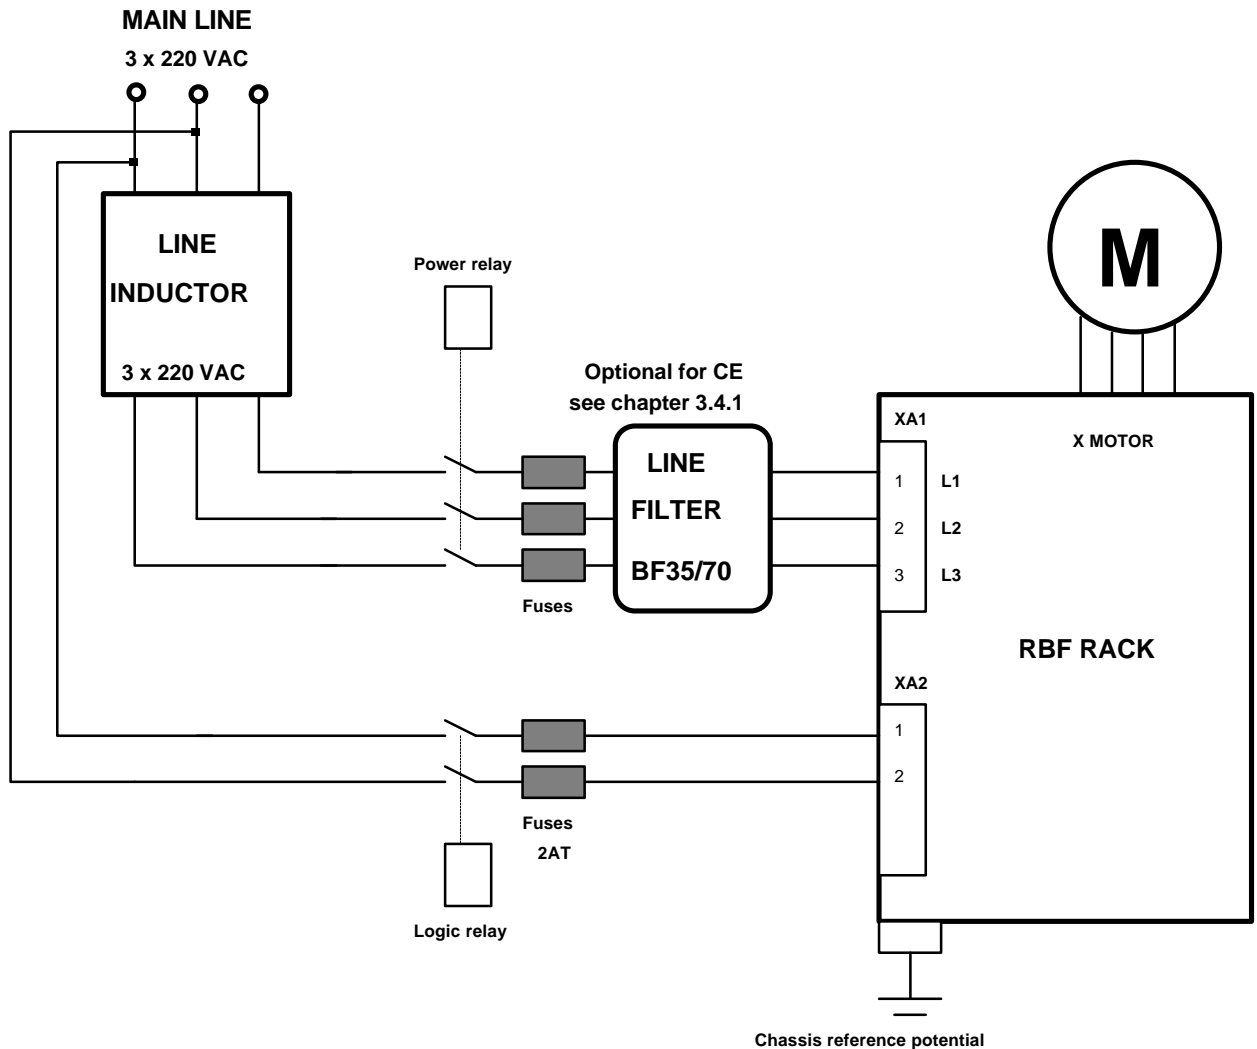 MAIN LINE
3 x 220 VAC
LINE
INDUCTOR
3 x 220 VAC
Power relay
Optional for CE
see chapter 3.4.1
LINE
FILTER
BF35/70
Fuses
M
XA1
X MOTOR
1 L1
2 L2
3 L3
RBF RACK
XA2
1
2
Fuses
2AT
Logic relay
Chassis reference potential